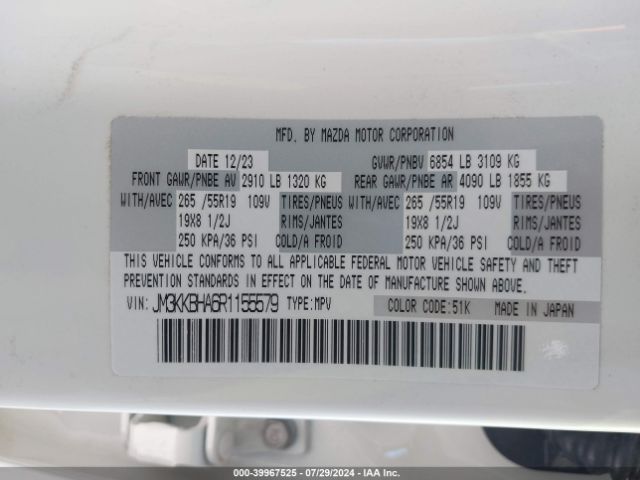 MFD. BY MAZDA MOTOR CORPORATION
DATE 12/23 GVWR/PNBV 6854 LB 3109 KG
FRONT GAWR/PNBE AV 2910 LB 1320 KG REAR GAWR/PNBE AR 4090 LB 1855 KG
WITH/AVEC 265 /55R19 109V TIRES/PNEUS WITH/AVEC 265 /55R19 109V TIRES/PNEUS
19X8 1/2J RIMS/JANTES 19X8 1/2J RIMS/JANTES
250 KPA/36 PSI COLD/A FROID 250 KPA/36 PSI COLD/A FROID
THIS VEHICLE CONFORMS TO ALL APPLICABLE FEDERAL MOTOR VEHICLE SAFETY AND THEFT
PREVENTION STANDARDS IN EFFECT ON THE DATE OF MANUFACTURE SHOWN ABOVE.
VIN: JM3KKBHA6R1155579 TYPE:MPV COLOR CODE:51K MADE IN JAPAN
000-39967525 - 07/29/2024 - IAA Inc.